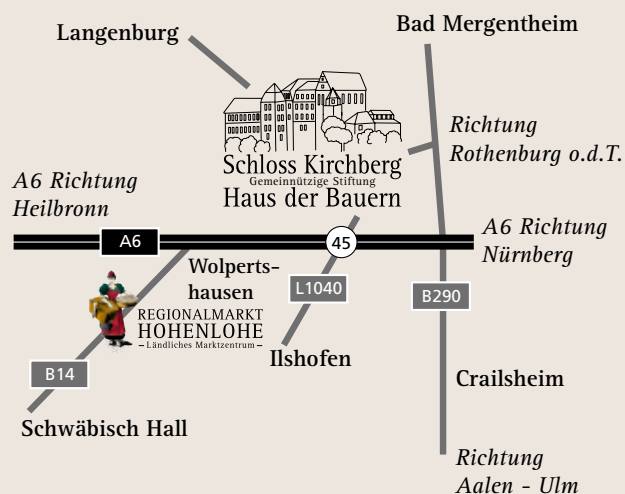 Langenburg
Bad Mergentheim
Richtung
Rothenburg o.d.T.
Schloss Kirchberg
Gemeinnützige Stiftung
Haus der Bauern
A6 Richtung
Heilbronn
A6
45
A6 Richtung
Nürnberg
Wolperts-
hausen
L1040
B290
REGIONALMARKT
HOHENLOHE
– Ländliches Marktzentrum –
Ilshofen
B14
Crailsheim
Schwäbisch Hall
Richtung
Aalen - Ulm